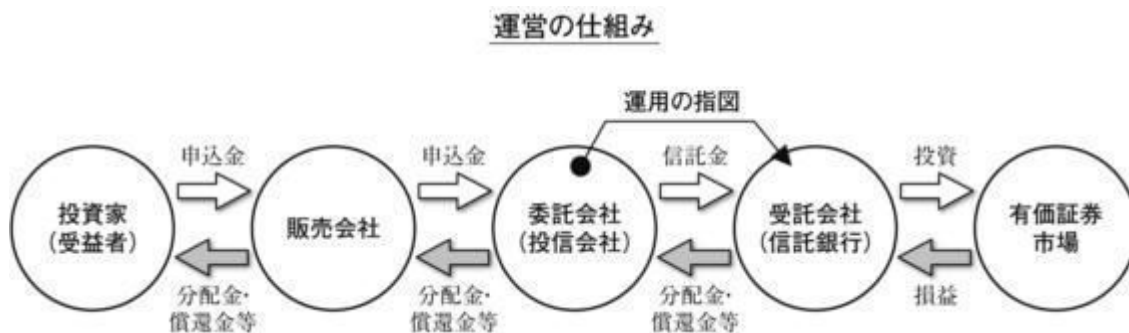 運営の仕組み
運用の指図
申込金
申込金
信託金
投資
投資家
（受益者）
販売会社
委託会社
（投信会社）
受託会社
（信託銀行）
有価証券
市場
分配金・
償還金等
分配金・
償還金等
分配金・
償還金等
損益